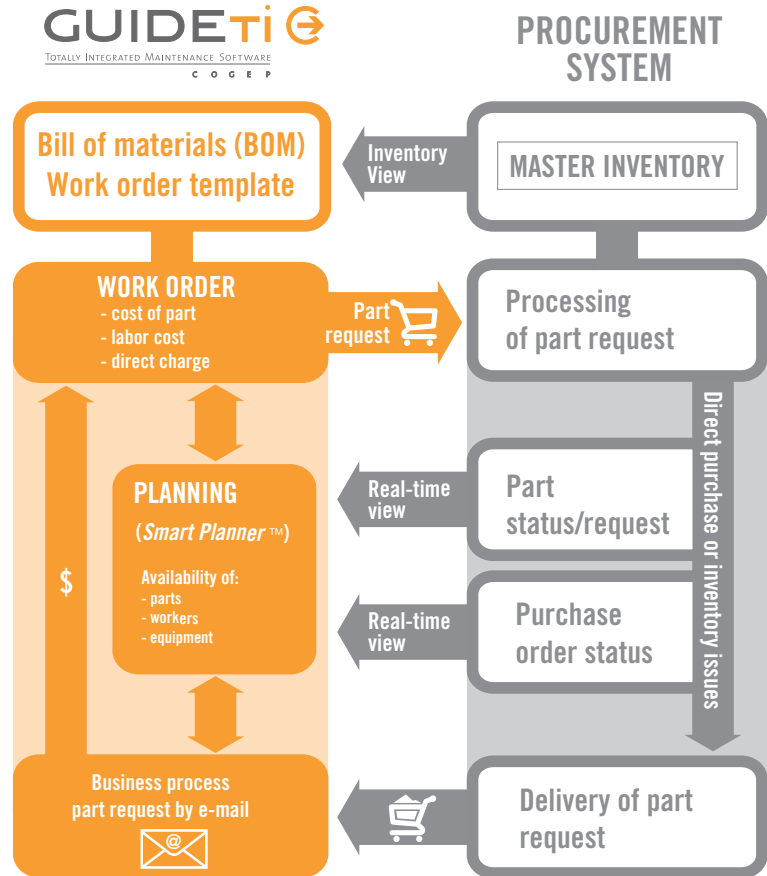 GUIDETi
TOTALLY INTEGRATED MAINTENANCE SOFTWARE
COGEP
PROCUREMENT
SYSTEM
Bill of materials (BOM)
Work order template
Inventory
View
MASTER INVENTORY
WORK ORDER
- cost of part
- labor cost
- direct charge
Part
request
Processing
of part request
Direct purchase or inventory issues
PLANNING
(Smart Planner ™)
Availability of:
- parts
- workers
- equipment
Real-time
view
Part
status/request
$
Real-time
view
Purchase
order status
Business process
part request by e-mail
@
Delivery of part
request